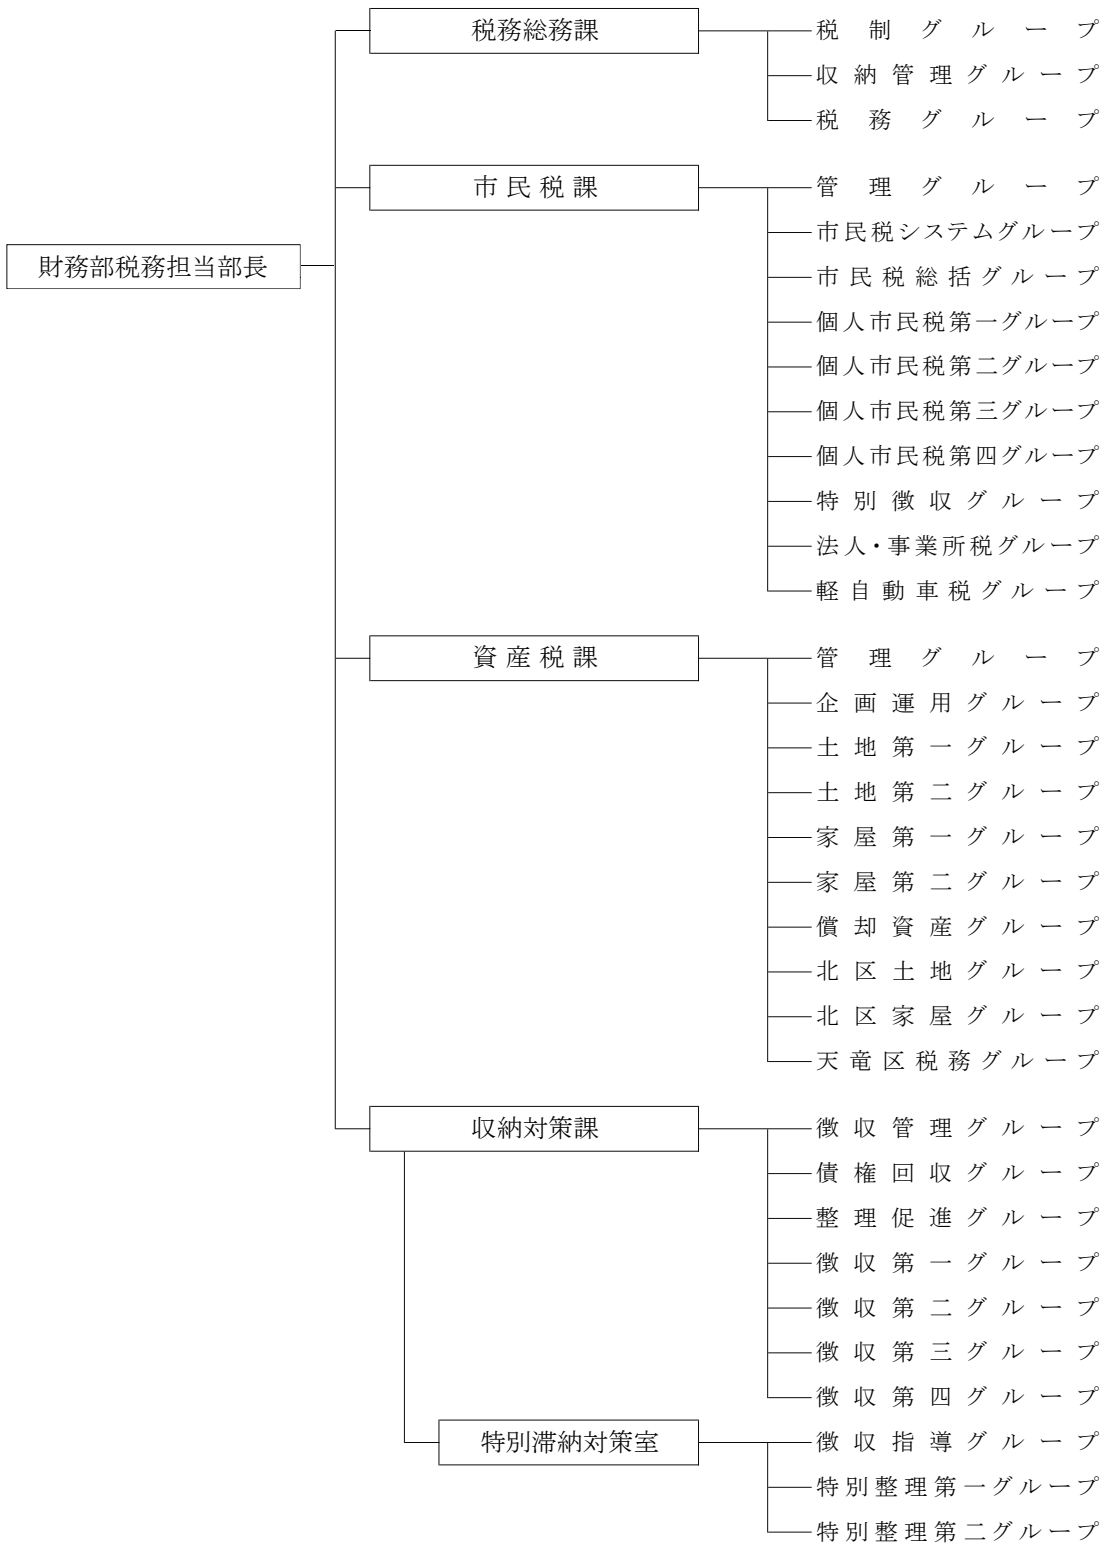 税務総務課
税制グループ
収納管理グループ
税務グループ
市民税課
管理グループ
市民税システムグループ
財務部税務担当部長
市民税総括グループ
個人市民税第一グループ
個人市民税第二グループ
個人市民税第三グループ
個人市民税第四グループ
特別徴収グループ
法人・事業所税グループ
軽自動車税グループ
資産税課
管理グループ
企画運用グループ
土地第一グループ
土地第二グループ
家屋第一グループ
家屋第二グループ
償却資産グループ
北区土地グループ
北区家屋グループ
天竜区税務グループ
収納対策課
徴収管理グループ
債権回収グループ
整理促進グループ
徴収第一グループ
徴収第二グループ
徴収第三グループ
徴収第四グループ
特別滞納対策室
徴収指導グループ
特別整理第一グループ
特別整理第二グループ